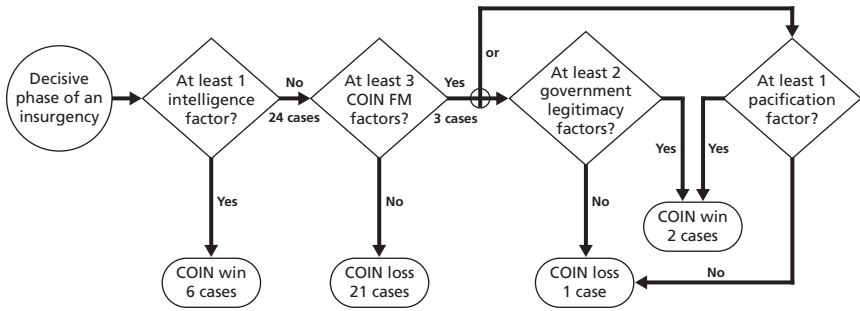 or
Decisive
phase of an
insurgency
At least 1
intelligence
factor?
No
24 cases
At least 3
COIN FM
factors?
Yes
3 cases
At least 2
government
legitimacy
factors?
At least 1
pacification
factor?
Yes
Yes
Yes
No
No
COIN win
2 cases
No
COIN win
6 cases
COIN loss
21 cases
COIN loss
1 case